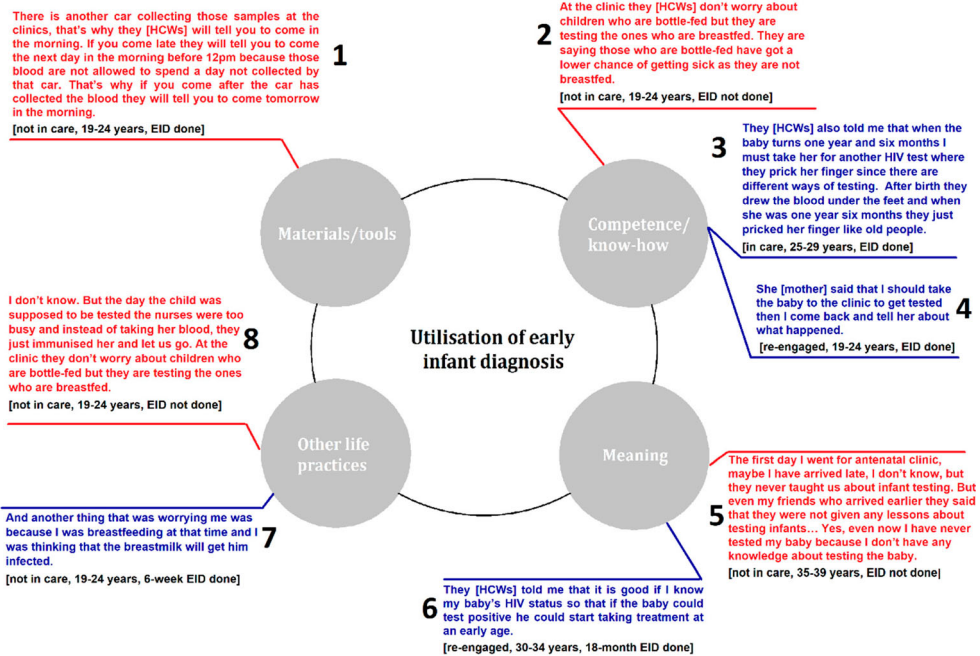 There is another car collecting those samples at the
clinics, that's why they [HCWs] will tell you to come in
the morning. If you come late they will tell you to come
the next day in the morning before 12pm because those
blood are not allowed to spend a day not collected by
that car. That's why if you come after the car has
collected the blood they will tell you to come tomorrow
in the morning.
[not in care, 19-24 years, EID done]
1
At the clinic they [HCWs] don't worry about
children who are bottle-fed but they are
testing the ones who are breastfed. They are
saying those who are bottle-fed have got a
lower chance of getting sick as they are not
breastfed.
[not in care, 19-24 years, EID not done]
2
They [HCWs] also told me that when the
baby turns one year and six months I
must take her for another HIV test where
they prick her finger since there are
different ways of testing. After birth they
drew the blood under the feet and when
she was one year six months they just
pricked her finger like old people.
[in care, 25-29 years, EID done]
3
Materials/tools
Competence/
know-how
She [mother] said that I should take
the baby to the clinic to get tested
then I come back and tell her about
what happened.
[re-engaged, 19-24 years, EID done]
4
I don't know. But the day the child was
supposed to be tested the nurses were too
busy and instead of taking her blood, they
just immunised her and let us go. At the
clinic they don't worry about children who
are bottle-fed but they are testing the ones
who are breastfed.
[not in care, 19-24 years, EID not done]
8
Utilisation of early
infant diagnosis
Other life
practices
Meaning
The first day I went for antenatal clinic,
maybe I have arrived late, I don't know, but
they never taught us about infant testing. But
even my friends who arrived earlier they said
that they were not given any lessons about
testing infants... Yes, even now I have never
tested my baby because I don't have any
knowledge about testing the baby.
[not in care, 35-39 years, EID not done|
5
And another thing that was worrying me was
because I was breastfeeding at that time and I
was thinking that the breastmilk will get him
infected.
[not in care, 19-24 years, 6-week EID done]
7
They [HCWs] told me that it is good if I know
my baby's HIV status so that if the baby could
test positive he could start taking treatment at
an early age.
[re-engaged, 30-34 years, 18-month EID done]
6